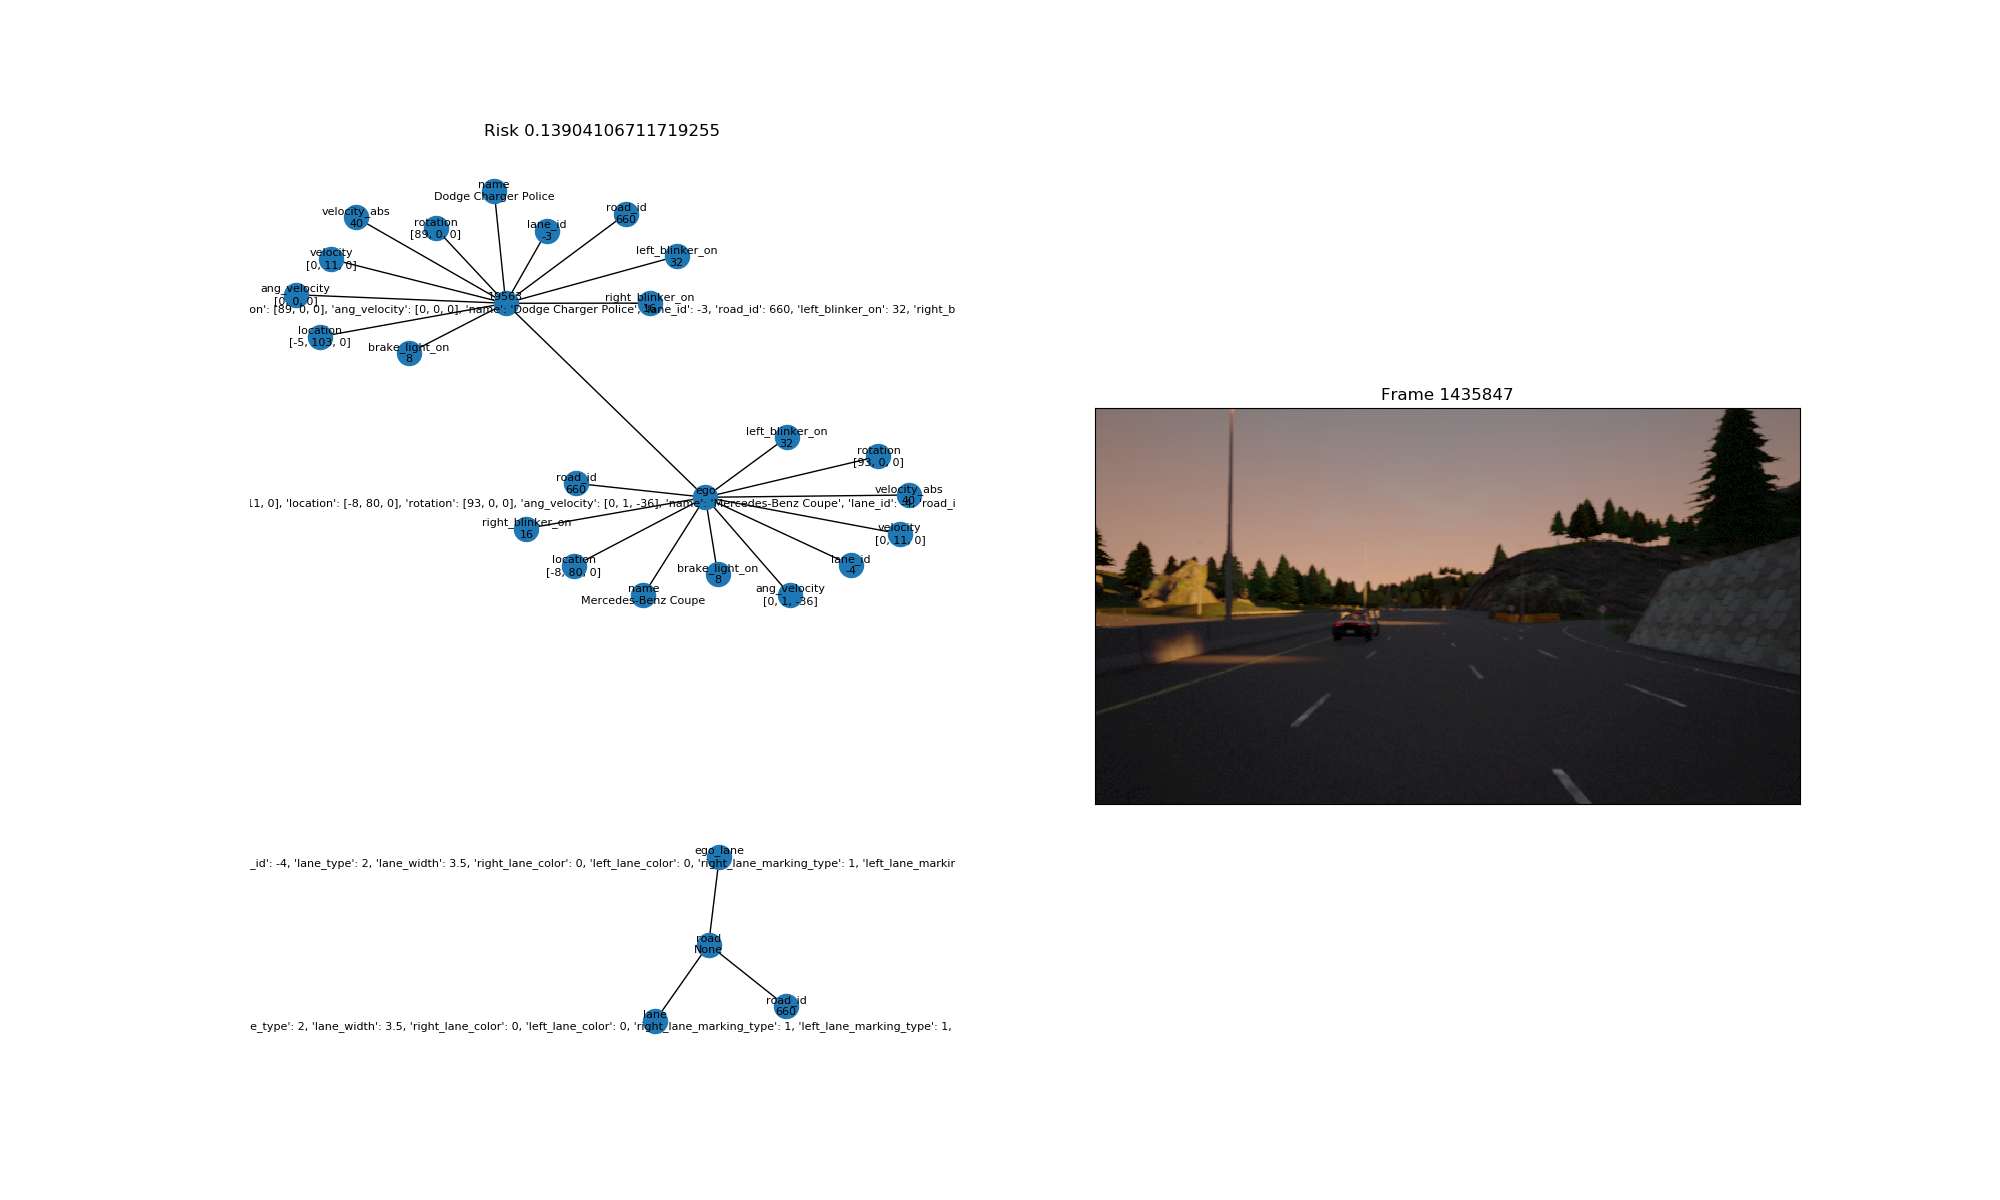 Risk 0.13904106711719255
name
Dodge Charger Police
velocity_abs
40
rotation
[89, 0, 0]
lane_id
-3
road_id
660
left_blinker_on
32
velocity
[0, 11, 0]
ang_velocity
[0, 0, 0]
19563
right_blinker_on
16
on': [89, 0, 0], 'ang_velocity': [0, 0, 0], 'name': 'Dodge Charger Police', 'lane_id': -3, 'road_id': 660, 'left_blinker_on': 32, 'right_b
location
[-5, 103, 0]
brake_light_on
8
left_blinker_on
32
rotation
[93, 0, 0]
road_id
660
ego
velocity_abs
40
11, 0], 'location': [-8, 80, 0], 'rotation': [93, 0, 0], 'ang_velocity': [0, 1, -36], 'name': 'Mercedes-Benz Coupe', 'lane_id': -4, 'road_i
right_blinker_on
16
velocity
[0, 11, 0]
location
[-8, 80, 0]
brake_light_on
8
lane_id
-4
name
Mercedes-Benz Coupe
ang_velocity
[0, 1, -36]
ego_lane
_id': -4, 'lane_type': 2, 'lane_width': 3.5, 'right_lane_color': 0, 'left_lane_color': 0, 'right_lane_marking_type': 1, 'left_lane_markir
road
None
road_id
660
lane
e_type': 2, 'lane_width': 3.5, 'right_lane_color': 0, 'left_lane_color': 0, 'right_lane_marking_type': 1, 'left_lane_marking_type': 1,
Frame 1435847